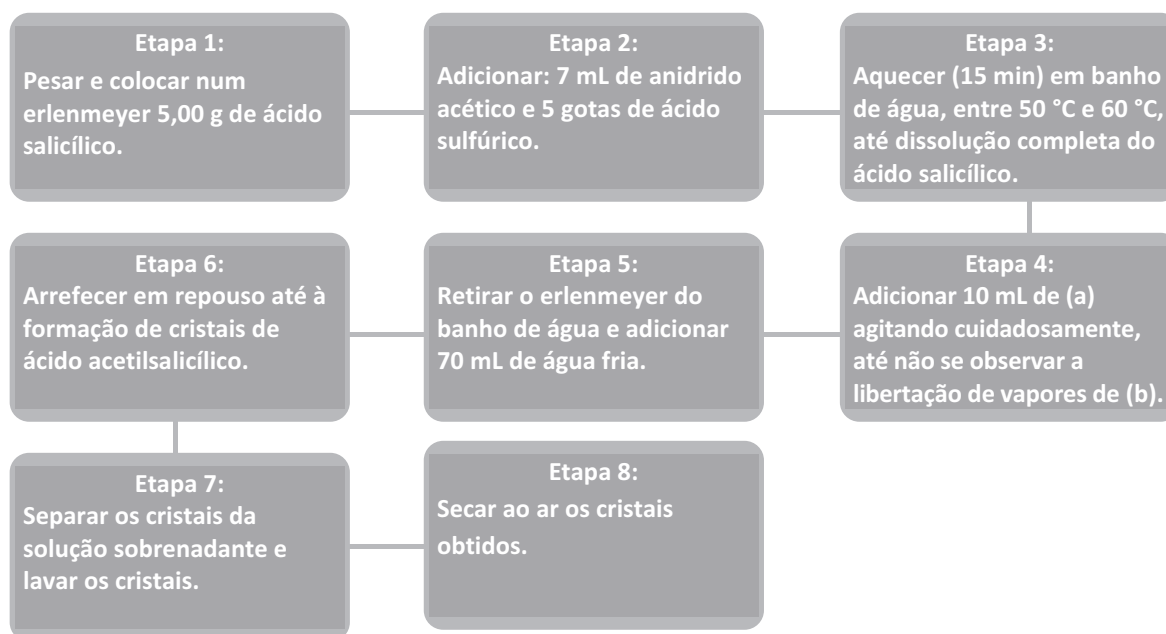 Etapa 1:
Pesar e colocar num
erlenmeyer 5,00 g de ácido
salicílico.
Etapa 2:
Adicionar: 7 mL de anidrido
acético e 5 gotas de ácido
sulfúrico.
Etapa 3:
Aquecer (15 min) em banho
de água, entre 50 °C e 60 °C,
até dissolução completa do
ácido salicílico.
Etapa 4:
Adicionar 10 mL de (a)
agitando cuidadosamente,
até não se observar a
libertação de vapores de (b).
Etapa 5:
Retirar o erlenmeyer do
banho de água e adicionar
70 mL de água fria.
Etapa 6:
Arrefecer em repouso até à
formação de cristais de
ácido acetilsalicílico.
Etapa 7:
Separar os cristais da
solução sobrenadante e
lavar os cristais.
Etapa 8:
Secar ao ar os cristais
obtidos.